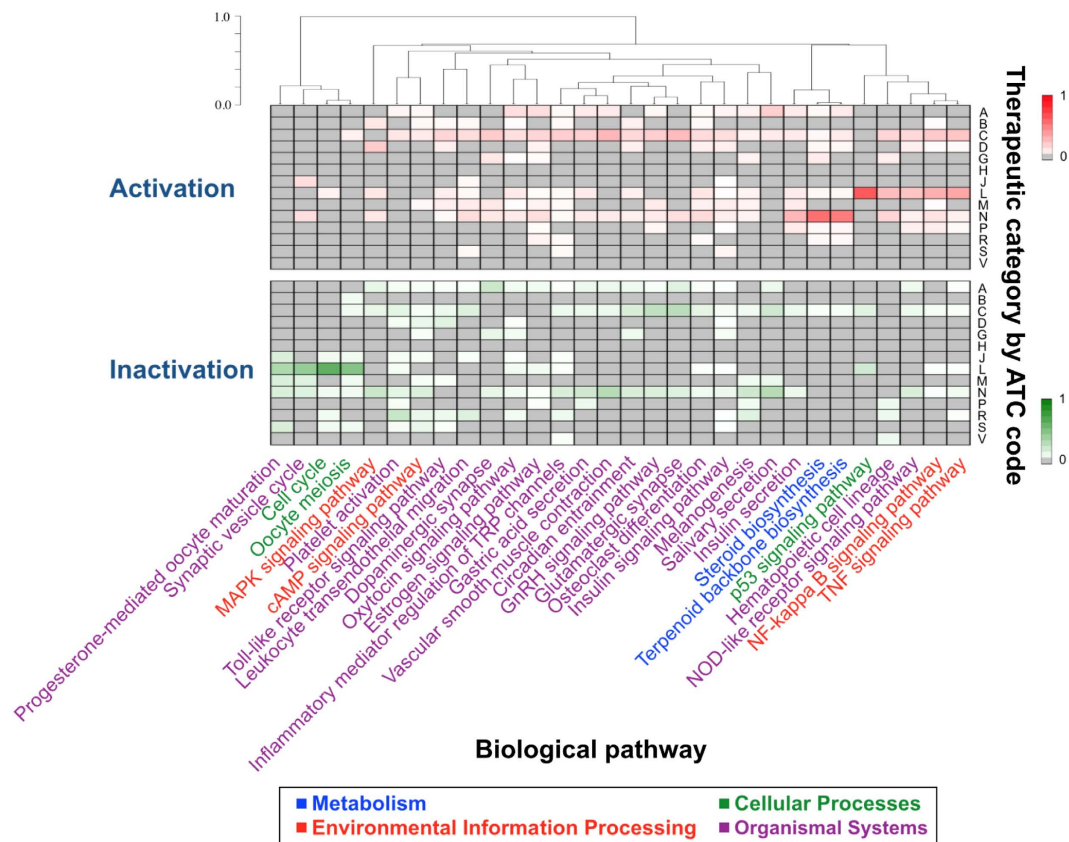 1.0
0.0
Therapeutic category by ATC code
1
0
1
0
Activation
A
B
C
D
G
H
J
L
M
N
P
R
S
V
Inactivation
A
B
C
D
G
H
J
L
M
N
P
R
S
V
Progesterone-mediated oocyte maturation
Synaptic vesicle cycle
Cell cycle
Oocyte meiosis
MAPK signaling pathway
Platelet activation
cAMP signaling pathway
Toll-like receptor signaling pathway
Leukocyte transendothelial migration
Dopaminergic synapse
Oxytocin signaling pathway
Estrogen signaling pathway
Inflammatory mediator regulation of TRP channels
Gastric acid secretion
Vascular smooth muscle contraction
Circadian entrainment
GnRH signaling pathway
Glutamatergic synapse
Osteoclast differentiation
Insulin signaling pathway
Melanogenesis
Salivary secretion
Insulin secretion
Steroid biosynthesis
Terpenoid backbone biosynthesis
p53 signaling pathway
Hematopoietic cell lineage
NOD-like receptor signaling pathway
NF-kappa B signaling pathway
TNF signaling pathway
Biological pathway
Metabolism
Cellular Processes
Environmental Information Processing
Organismal Systems